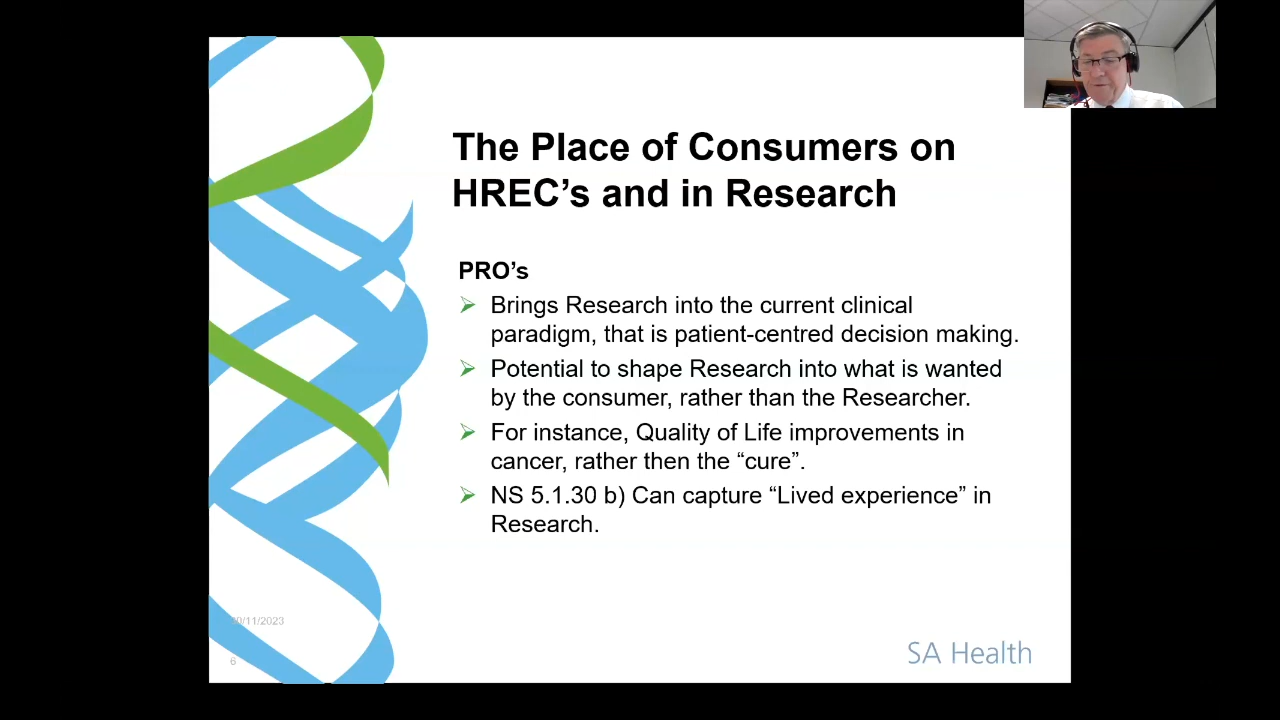 The Place of Consumers on
HREC’s and in Research
PRO’s
Brings Research into the current clinical
paradigm, that is patient-centred decision making.
Potential to shape Research into what is wanted
by the consumer, rather than the Researcher.
For instance, Quality of Life improvements in
cancer, rather then the “cure”.
NS 5.1.30 b) Can capture “Lived experience” in
Research.
/11/2023
6
SA Health